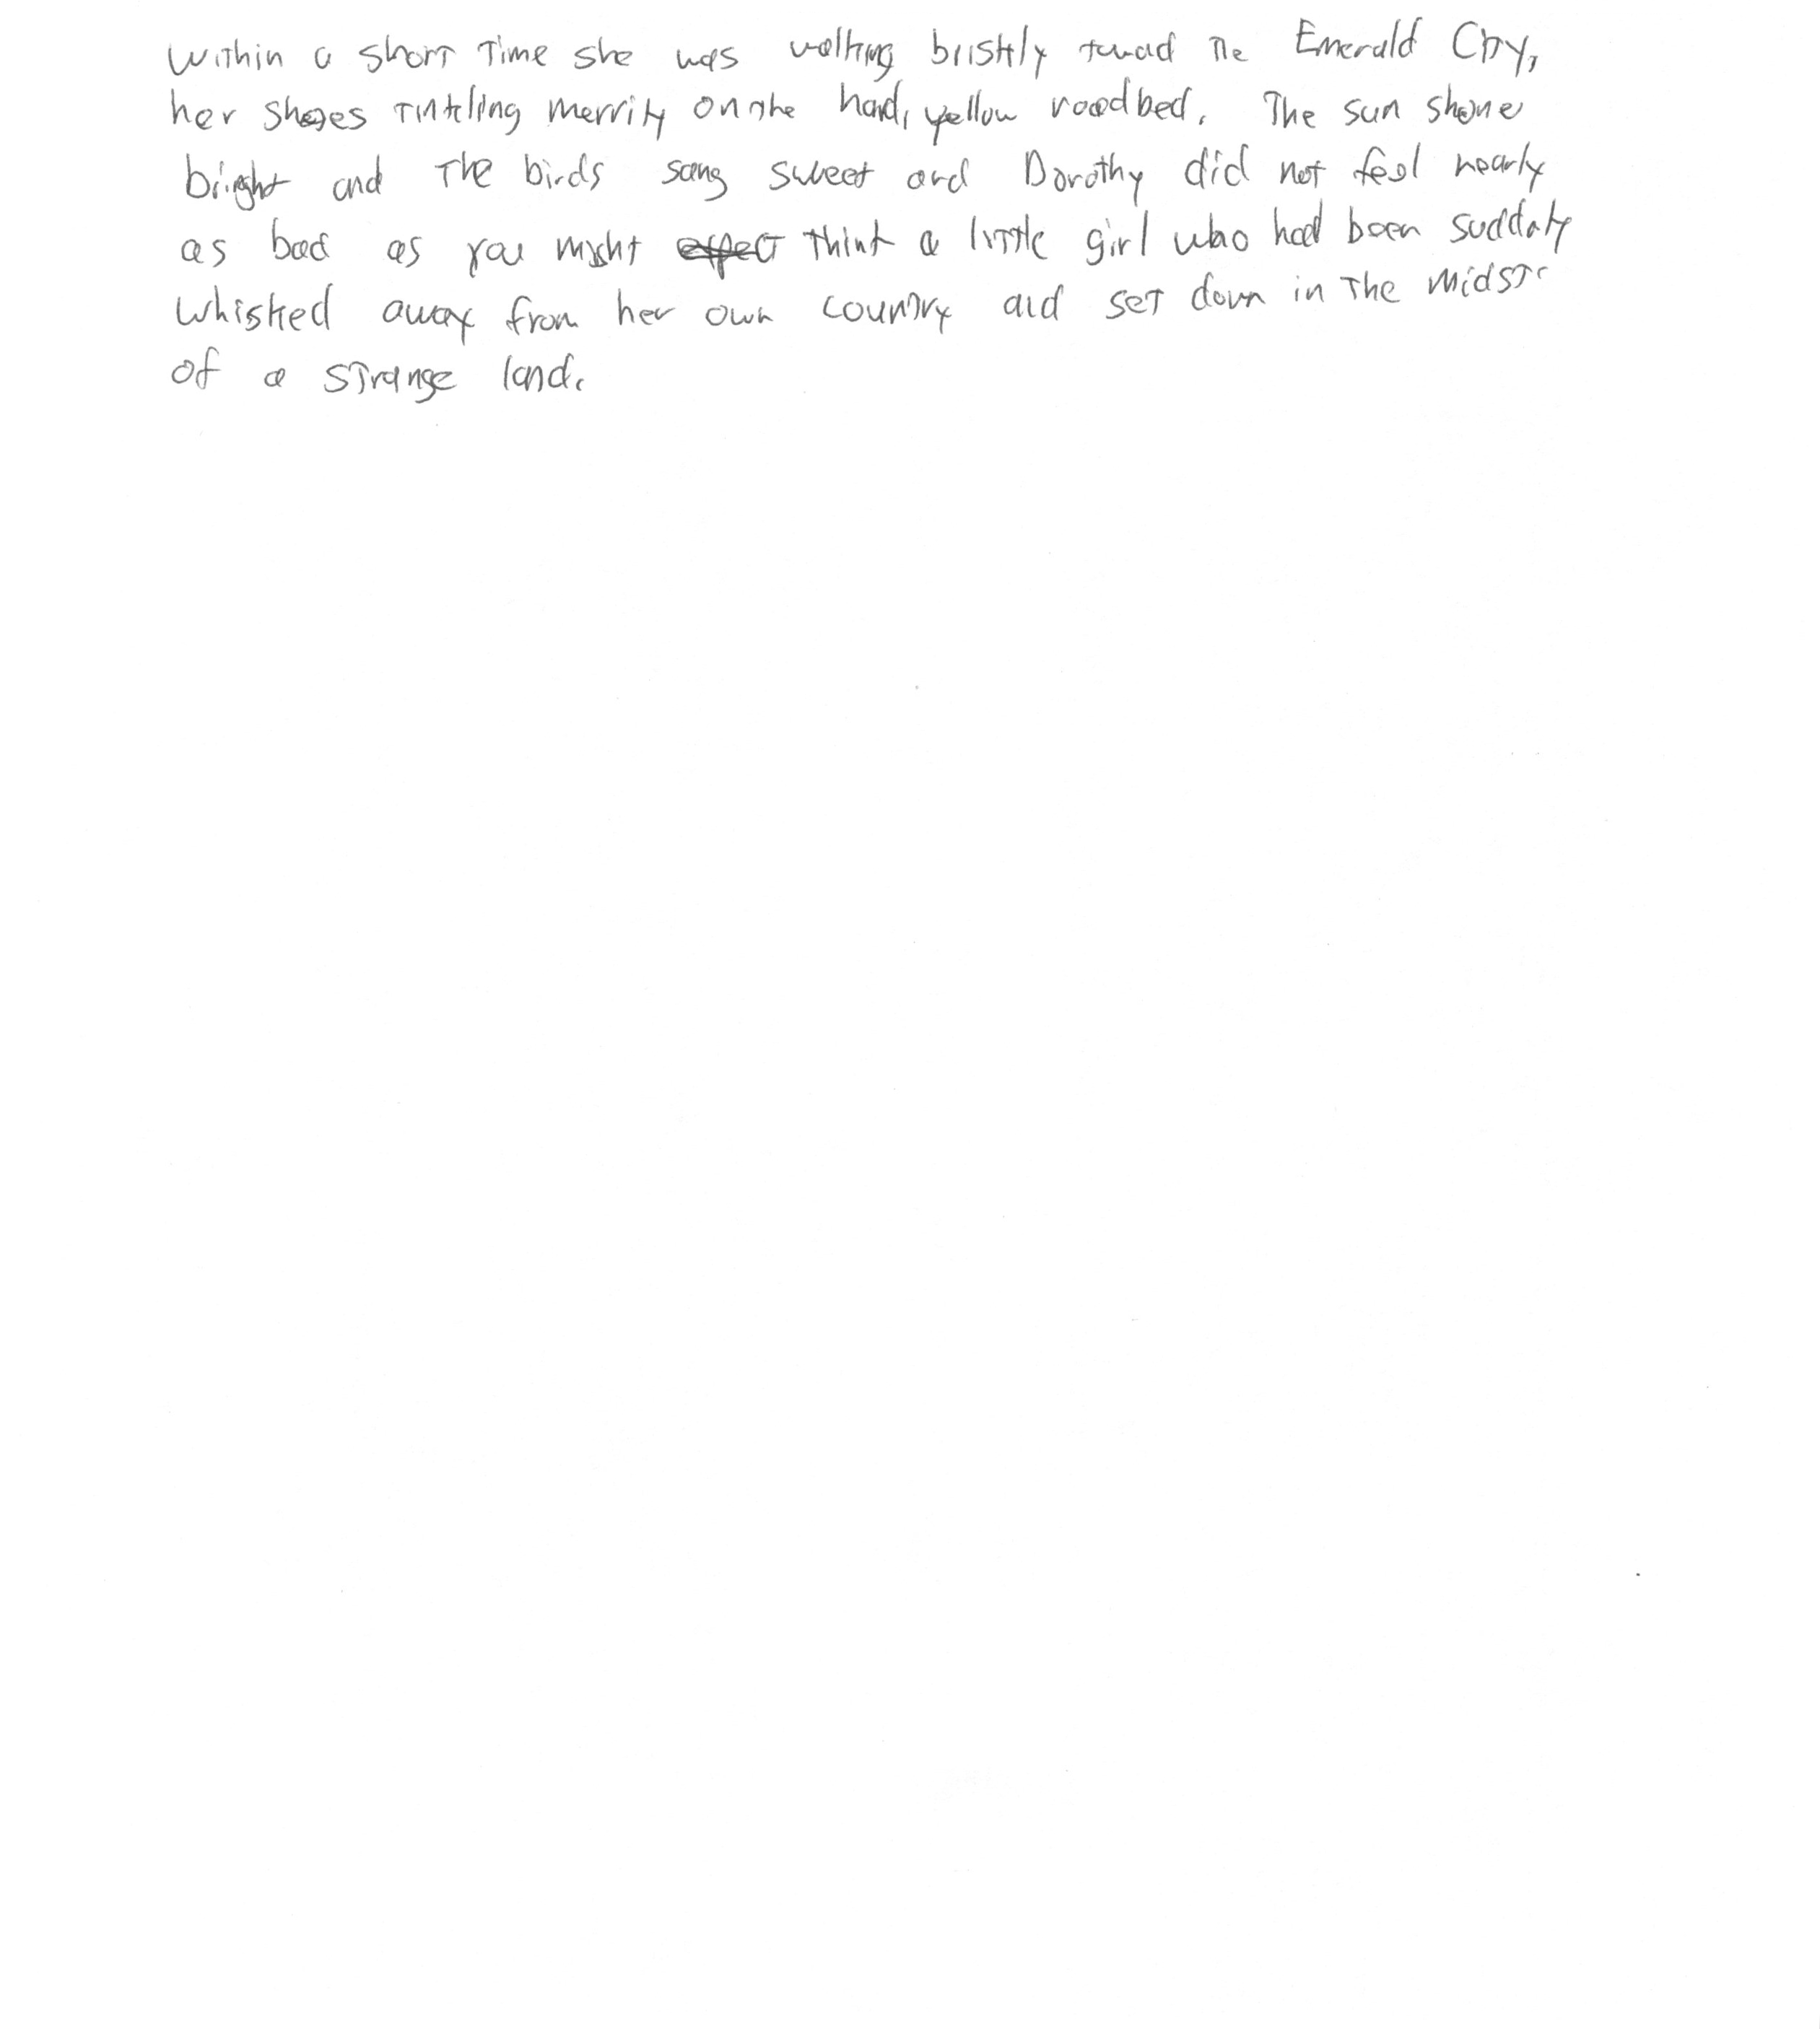 Within a short time she was walking briskly toward the Emerald City,
her shoes tinkling merrily on the hard, yellow roadbed. The sun shone
bright and the birds sang sweet and Dorothy did not feel nearly
as bad as you might think a little girl who had been suddenly
whisked away from her own country and set down in the midst
of a strange land.